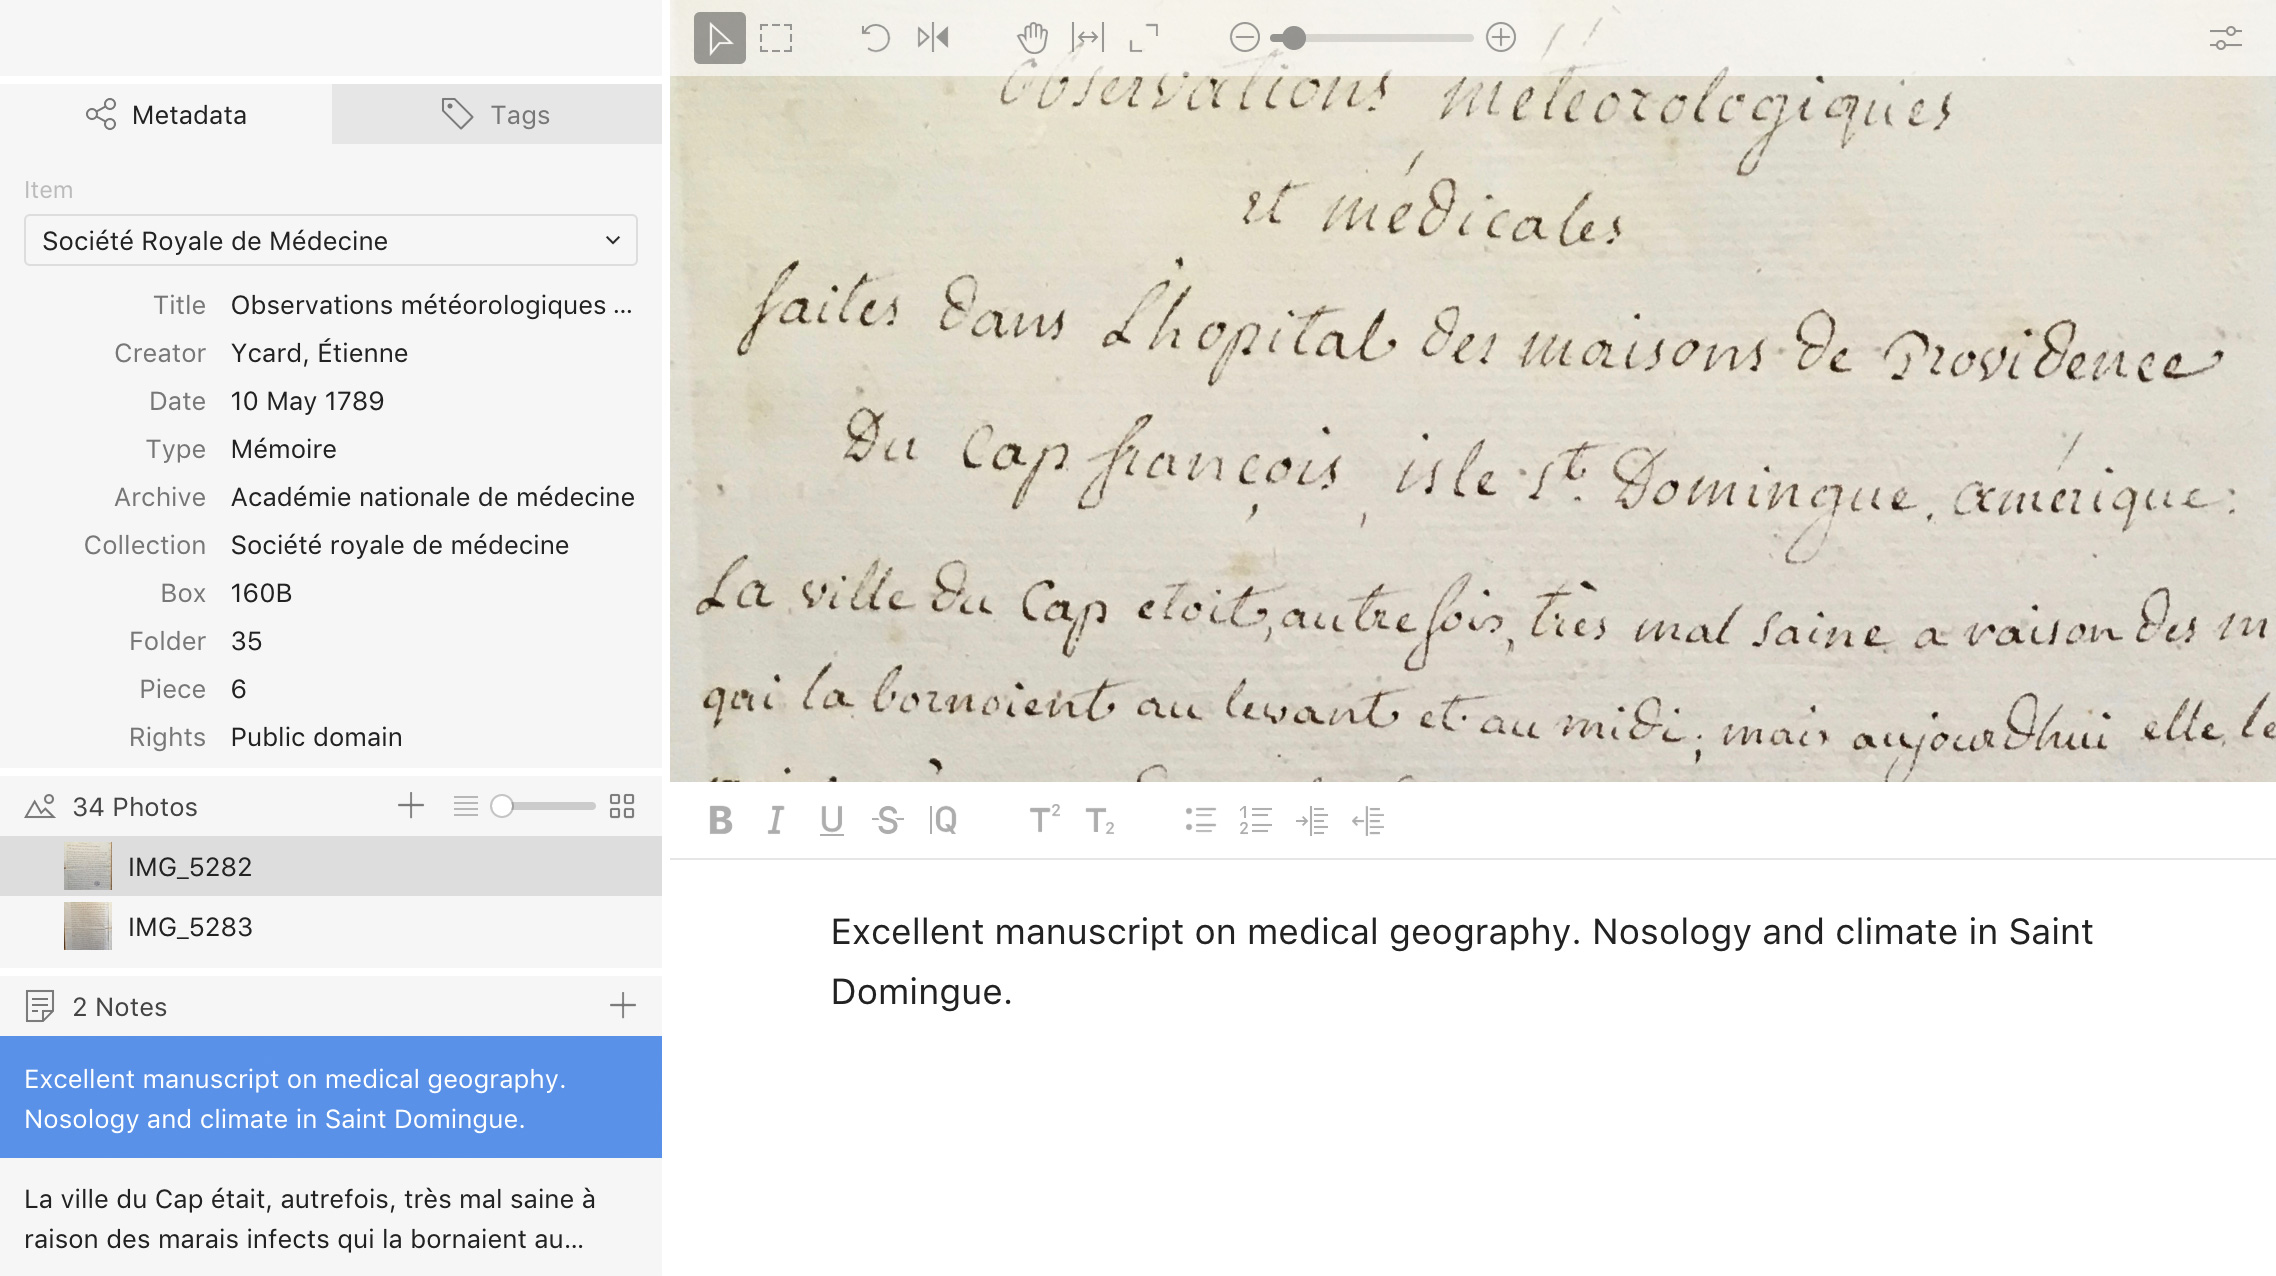 Metadata
Tags
Item
Société Royale de Médecine
Title Observations météorologiques ...
Creator Ycard, Étienne
Date 10 May 1789
Type Mémoire
Archive Académie nationale de médecine
Collection Société royale de médecine
Box 160B
Folder 35
Piece 6
Rights Public domain
34 Photos
IMG_5282
IMG_5283
2 Notes
Excellent manuscript on medical geography.
Nosology and climate in Saint Domingue.
La ville du Cap était, autrefois, très mal saine à
raison des marais infects qui la bornaient au...
Observations météorologiques
et médicales
faites dans L'hopital des maisons de Providence
Du Cap françois, isle St. Domingue, amérique:
La ville du Cap etoit, autrefois, très mal saine a raison des m
qui la bornoient au levant et au midi; mais aujourdhui elle le
B I U S Q T2 T2
Excellent manuscript on medical geography. Nosology and climate in Saint
Domingue.